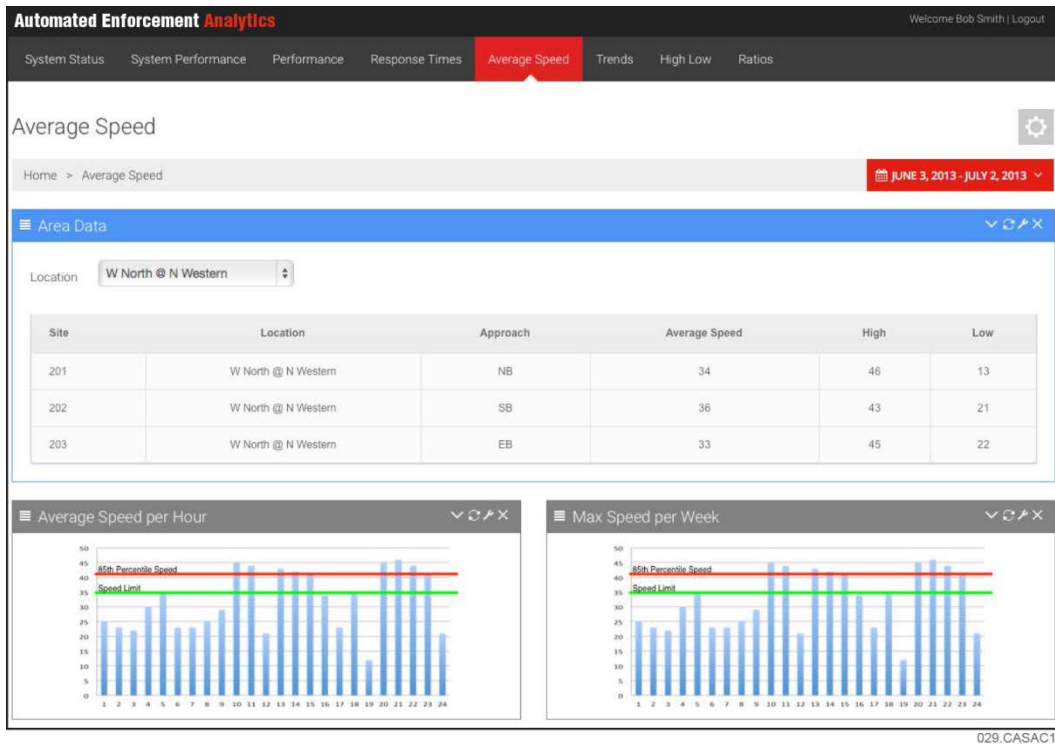 Automated Enforcement Analytics
Welcome Bob Smith | Logout
System Status System Performance Performance Response Times Average Speed Trends High Low Ratios
Average Speed
Home > Average Speed
JUNE 3, 2013 - JULY 2, 2013
Area Data
Location W North @ N Western
Site Location Approach Average Speed High Low
201 W North @ N Western NB 34 46 13
202 W North @ N Western SB 36 43 21
203 W North @ N Western EB 33 45 22
Average Speed per Hour
50
45
85th Percentile Speed
40
Speed Limit
35
30
25
20
15
10
5
0
1 2 3 4 5 6 7 8 9 10 11 12 13 14 15 16 17 18 19 20 21 22 23 24
Max Speed per Week
50
45
85th Percentile Speed
40
Speed Limit
35
30
25
20
15
10
5
0
1 2 3 4 5 6 7 8 9 10 11 12 13 14 15 16 17 18 19 20 21 22 23 24
029.CASAC1